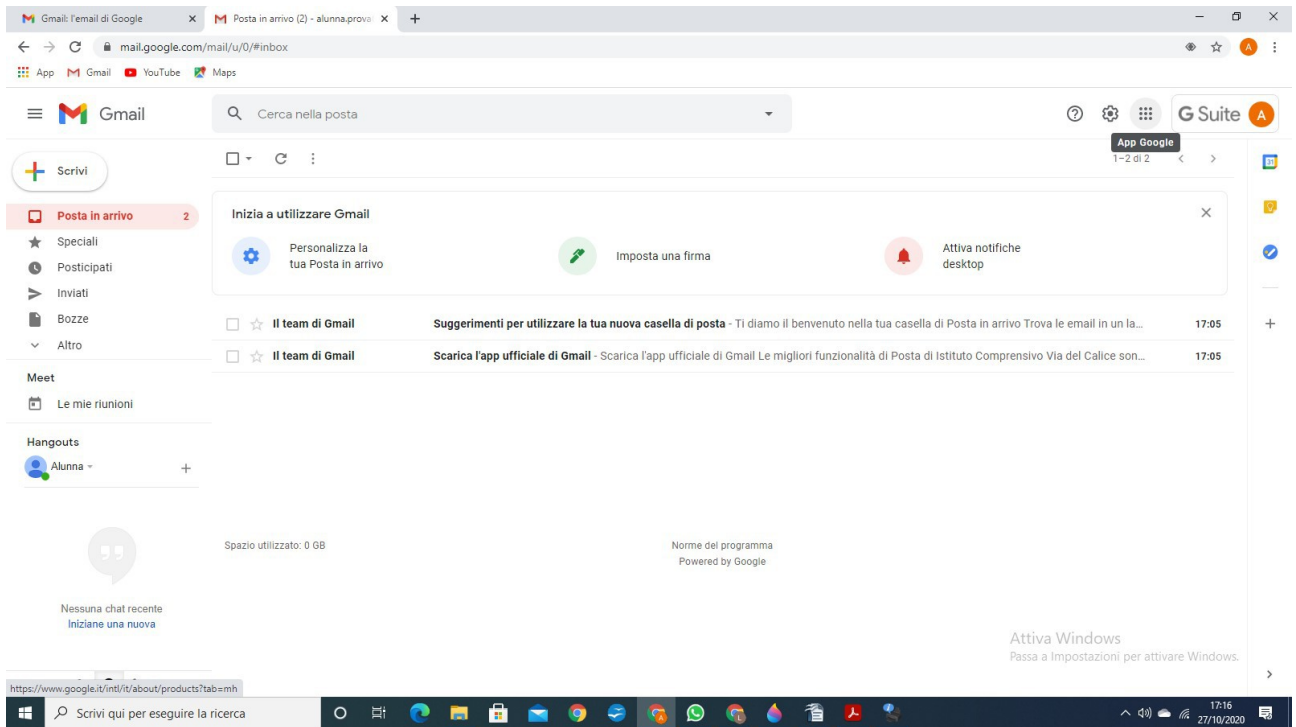 Gmail: l'email di Google
Posta in arrivo (2) - alunna.prova
mail.google.com/mail/u/0/#inbox
A
App
Gmail
YouTube
Maps
Gmail
Cerca nella posta
G Suite
A
App Google
Scrivi
1–2 di 2
31
Posta in arrivo 2
Speciali
Posticipati
Inviati
Bozze
Altro
Inizia a utilizzare Gmail
Personalizza la
tua Posta in arrivo
Imposta una firma
Attiva notifiche
desktop
Il team di Gmail Suggerimenti per utilizzare la tua nuova casella di posta - Ti diamo il benvenuto nella tua casella di Posta in arrivo Trova le email in un la... 17:05
Il team di Gmail Scarica l'app ufficiale di Gmail - Scarica l'app ufficiale di Gmail Le migliori funzionalità di Posta di Istituto Comprensivo Via del Calice son... 17:05
Meet
Le mie riunioni
Hangouts
Alunna
Nessuna chat recente
Iniziane una nuova
Spazio utilizzato: 0 GB
Norme del programma
Powered by Google
Attiva Windows
Passa a Impostazioni per attivare Windows.
https://www.google.it/intl/it/about/products?tab=mh
Scrivi qui per eseguire la ricerca
17:16
27/10/2020